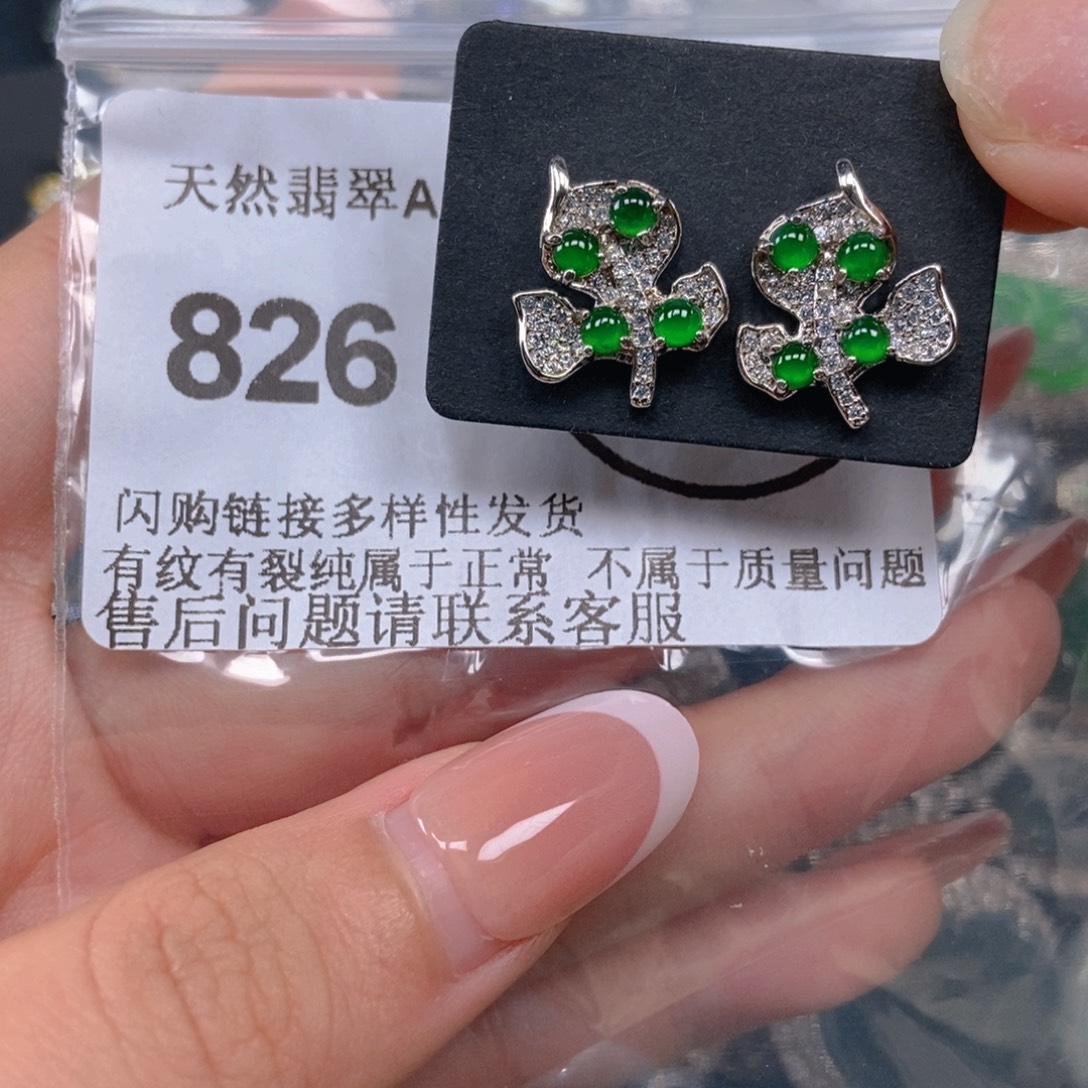 天然翡翠A
826
闪购链接多样性发货
有纹有裂纯属于正常 不属于质量问题
售后问题请联系客服